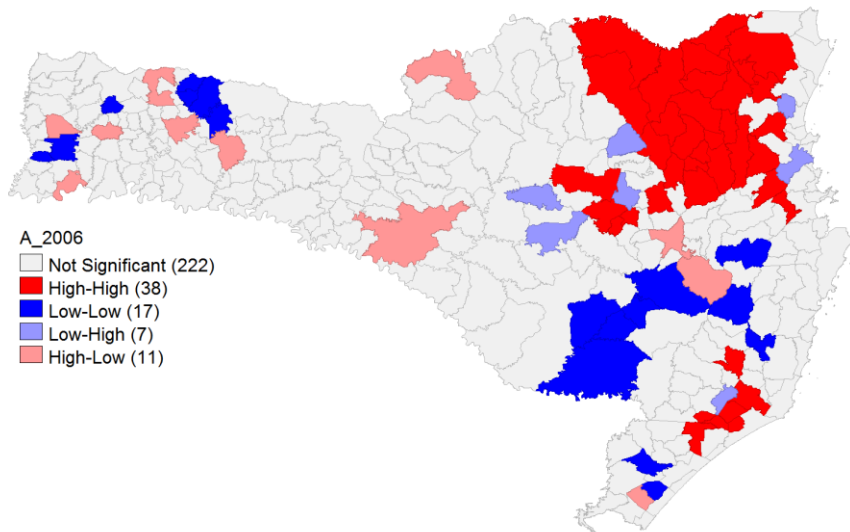 A_2006
Not Significant (222)
High-High (38)
Low-Low (17)
Low-High (7)
High-Low (11)